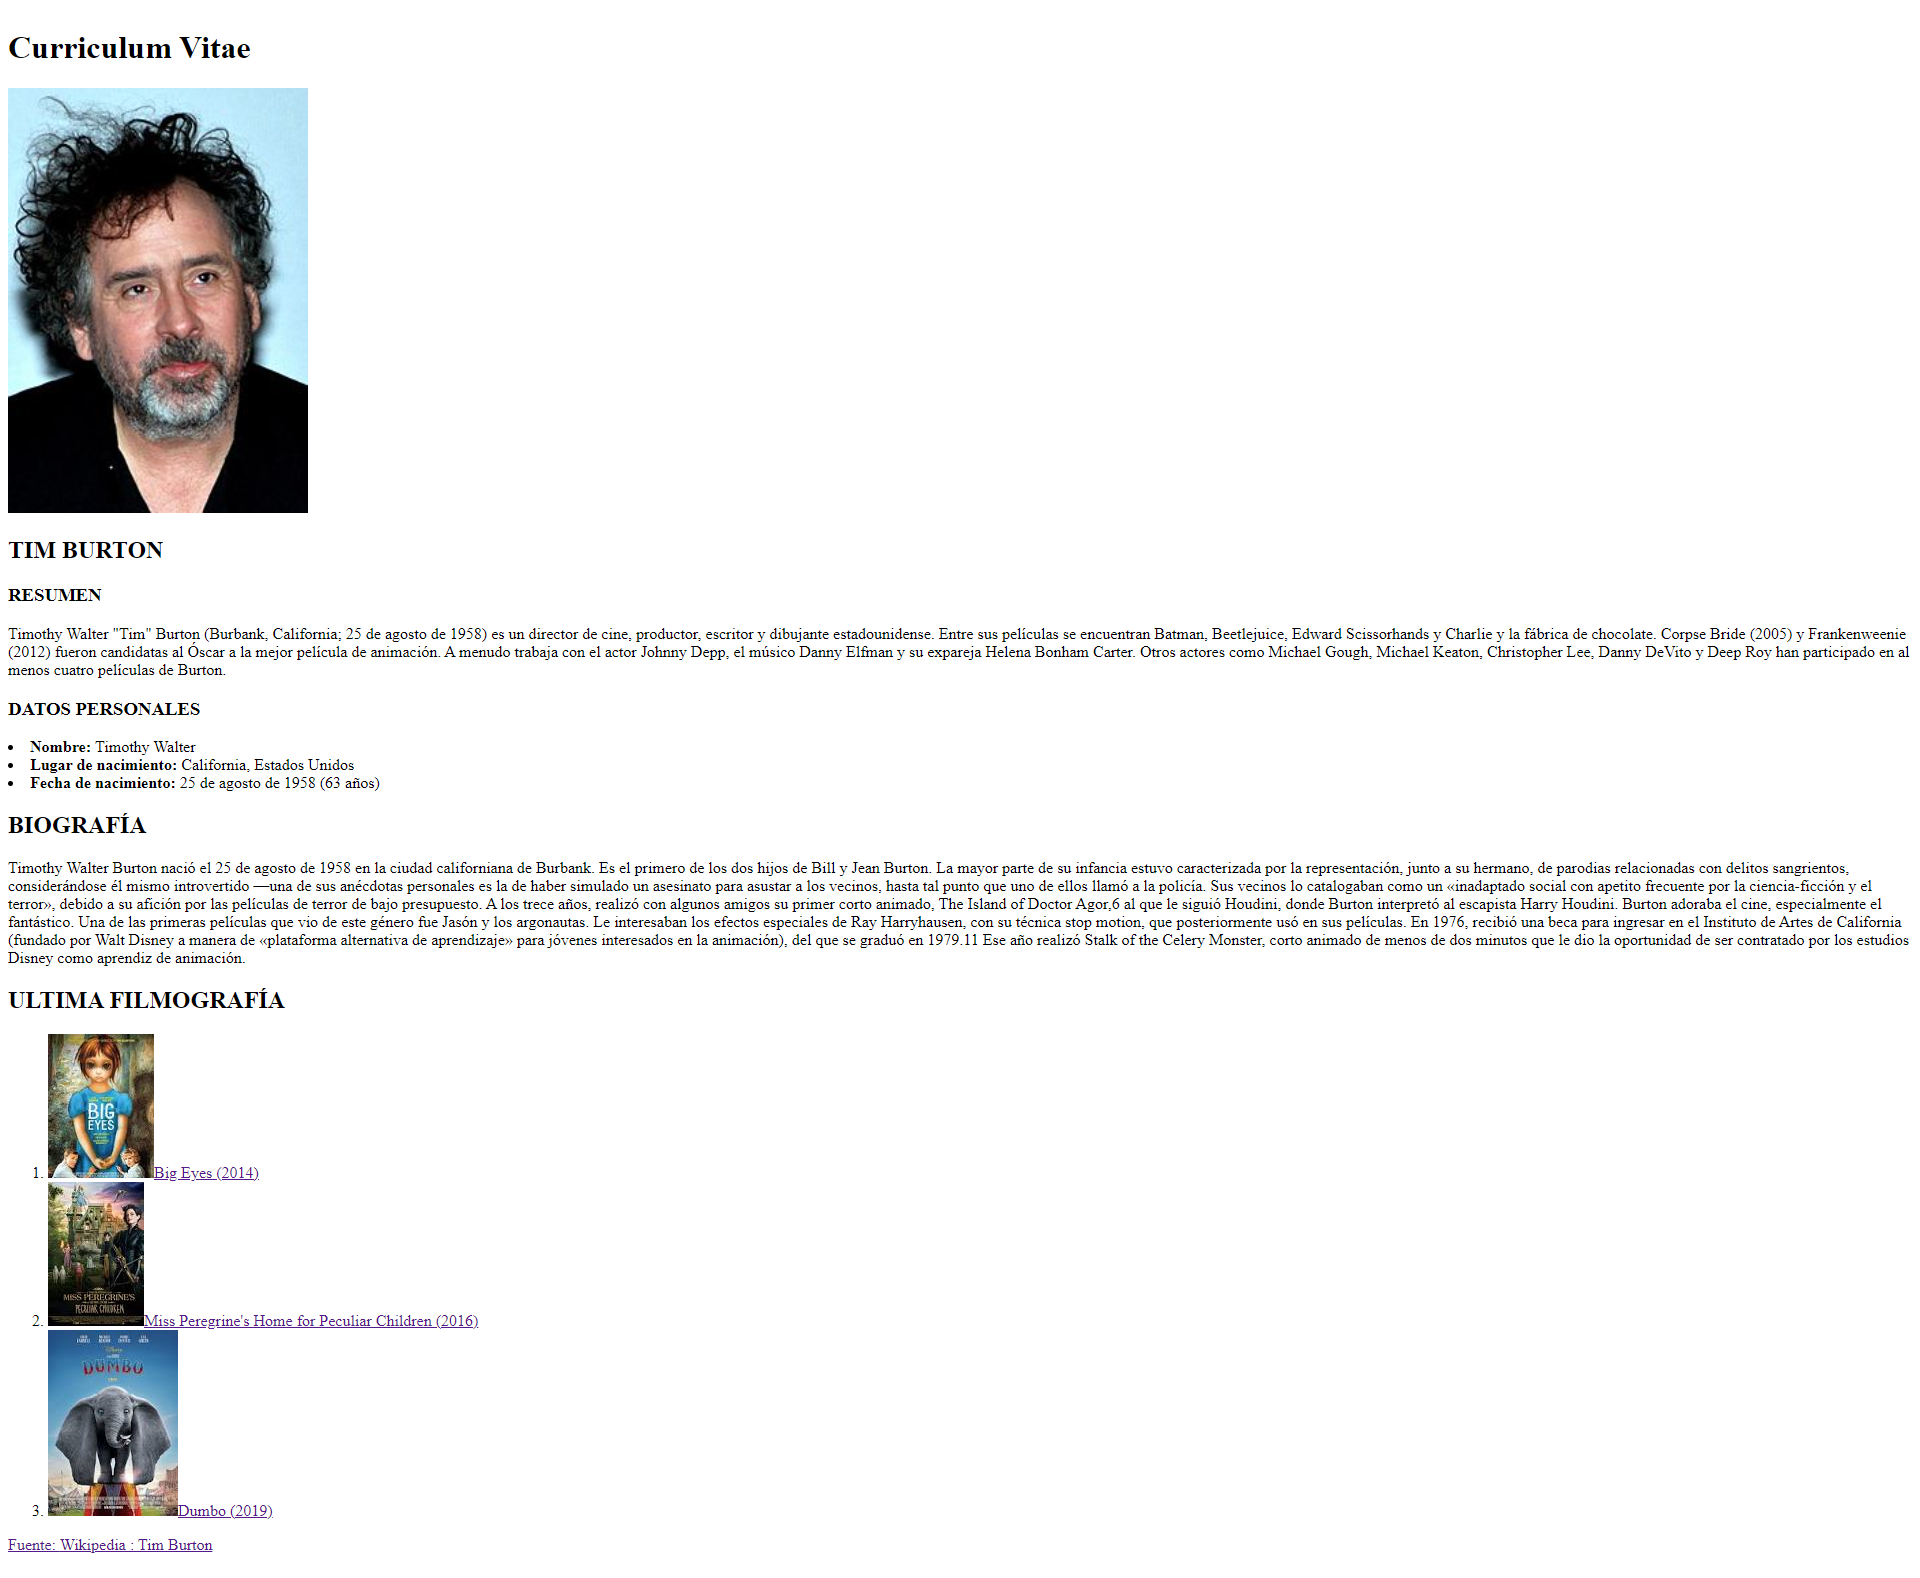 Curriculum Vitae
TIM BURTON
RESUMEN
Timothy Walter "Tim" Burton (Burbank, California; 25 de agosto de 1958) es un director de cine, productor, escritor y dibujante estadounidense. Entre sus películas se encuentran Batman, Beetlejuice, Edward Scissorhands y Charlie y la fábrica de chocolate. Corpse Bride (2005) y Frankenweenie
(2012) fueron candidatas al Óscar a la mejor película de animación. A menudo trabaja con el actor Johnny Depp, el músico Danny Elfman y su expareja Helena Bonham Carter. Otros actores como Michael Gough, Michael Keaton, Christopher Lee, Danny DeVito y Deep Roy han participado en al
menos cuatro películas de Burton.
DATOS PERSONALES
• Nombre: Timothy Walter
• Lugar de nacimiento: California, Estados Unidos
• Fecha de nacimiento: 25 de agosto de 1958 (63 años)
BIOGRAFÍA
Timothy Walter Burton nació el 25 de agosto de 1958 en la ciudad californiana de Burbank. Es el primero de los dos hijos de Bill y Jean Burton. La mayor parte de su infancia estuvo caracterizada por la representación, junto a su hermano, de parodias relacionadas con delitos sangrientos,
considerándose él mismo introvertido —una de sus anécdotas personales es la de haber simulado un asesinato para asustar a los vecinos, hasta tal punto que uno de ellos llamó a la policía. Sus vecinos lo catalogaban como un «inadaptado social con apetito frecuente por la ciencia-ficción y el
terror», debido a su afición por las películas de terror de bajo presupuesto. A los trece años, realizó con algunos amigos su primer corto animado, The Island of Doctor Agor,6 al que le siguió Houdini, donde Burton interpretó al escapista Harry Houdini. Burton adoraba el cine, especialmente el
fantástico. Una de las primeras películas que vio de este género fue Jasón y los argonautas. Le interesaban los efectos especiales de Ray Harryhausen, con su técnica stop motion, que posteriormente usó en sus películas. En 1976, recibió una beca para ingresar en el Instituto de Artes de California
(fundado por Walt Disney a manera de «plataforma alternativa de aprendizaje» para jóvenes interesados en la animación), del que se graduó en 1979.11 Ese año realizó Stalk of the Celery Monster, corto animado de menos de dos minutos que le dio la oportunidad de ser contratado por los estudios
Disney como aprendiz de animación.
ULTIMA FILMOGRAFÍA
BIG
EYES
1. Big Eyes (2014)
MISS PEREGRINE'S
PECULIAR CHILDREN
2. Miss Peregrine's Home for Peculiar Children (2016)
DUMBO
3. Dumbo (2019)
Fuente: Wikipedia : Tim Burton